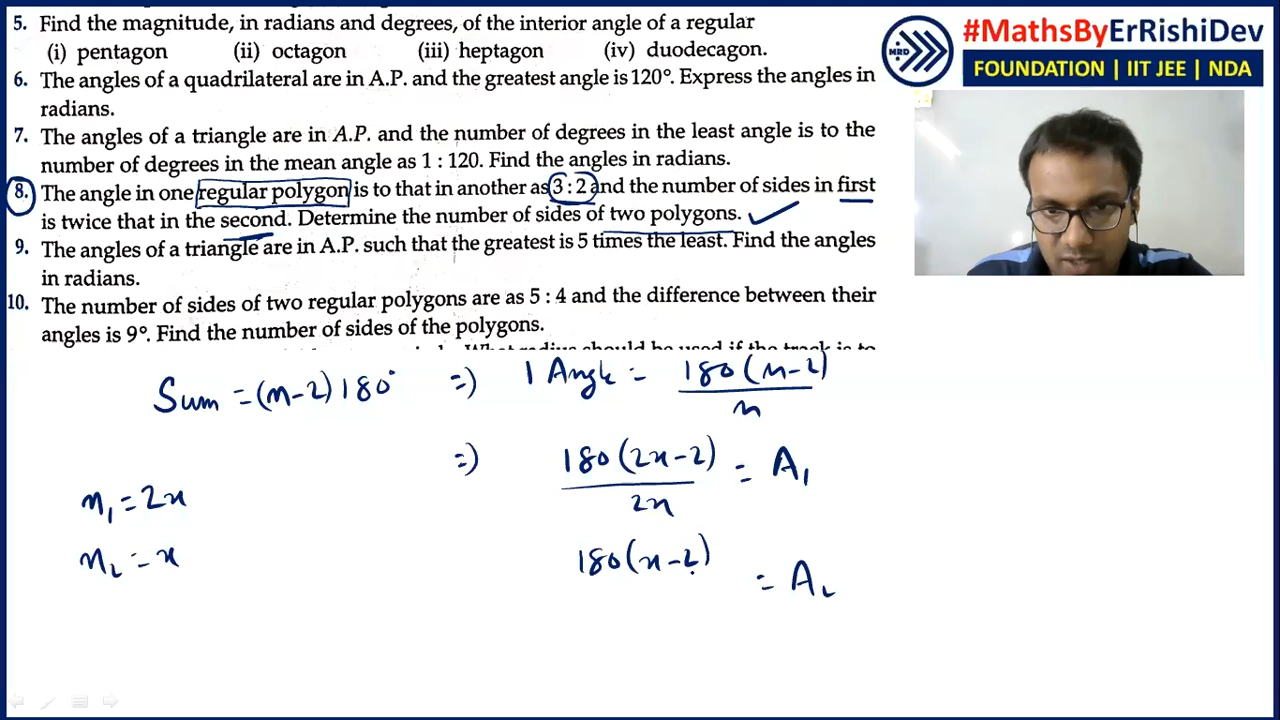 5. Find the magnitude, in radians and degrees, of the interior angle of a regular
(i) pentagon (ii) octagon (iii) heptagon (iv) duodecagon.
6. The angles of a quadrilateral are in A.P. and the greatest angle is 120°. Express the angles in
radians.
7. The angles of a triangle are in A.P. and the number of degrees in the least angle is to the
number of degrees in the mean angle as 1 : 120. Find the angles in radians.
8. The angle in one regular polygon is to that in another as 3 : 2 and the number of sides in first
is twice that in the second. Determine the number of sides of two polygons.
9. The angles of a triangle are in A.P. such that the greatest is 5 times the least. Find the angles
in radians.
10. The number of sides of two regular polygons are as 5 : 4 and the difference between their
angles is 9°. Find the number of sides of the polygons.
should be used if the track is to
#MathsByErRishiDev
MRD
FOUNDATION | IIT JEE | NDA
Sum = (n-2)180° => 1 Angle = 180(n-2)/n
=> 180(2x-2)/2x = A₁
n₁ = 2x
n₂ = x
180(x-2) = A₂